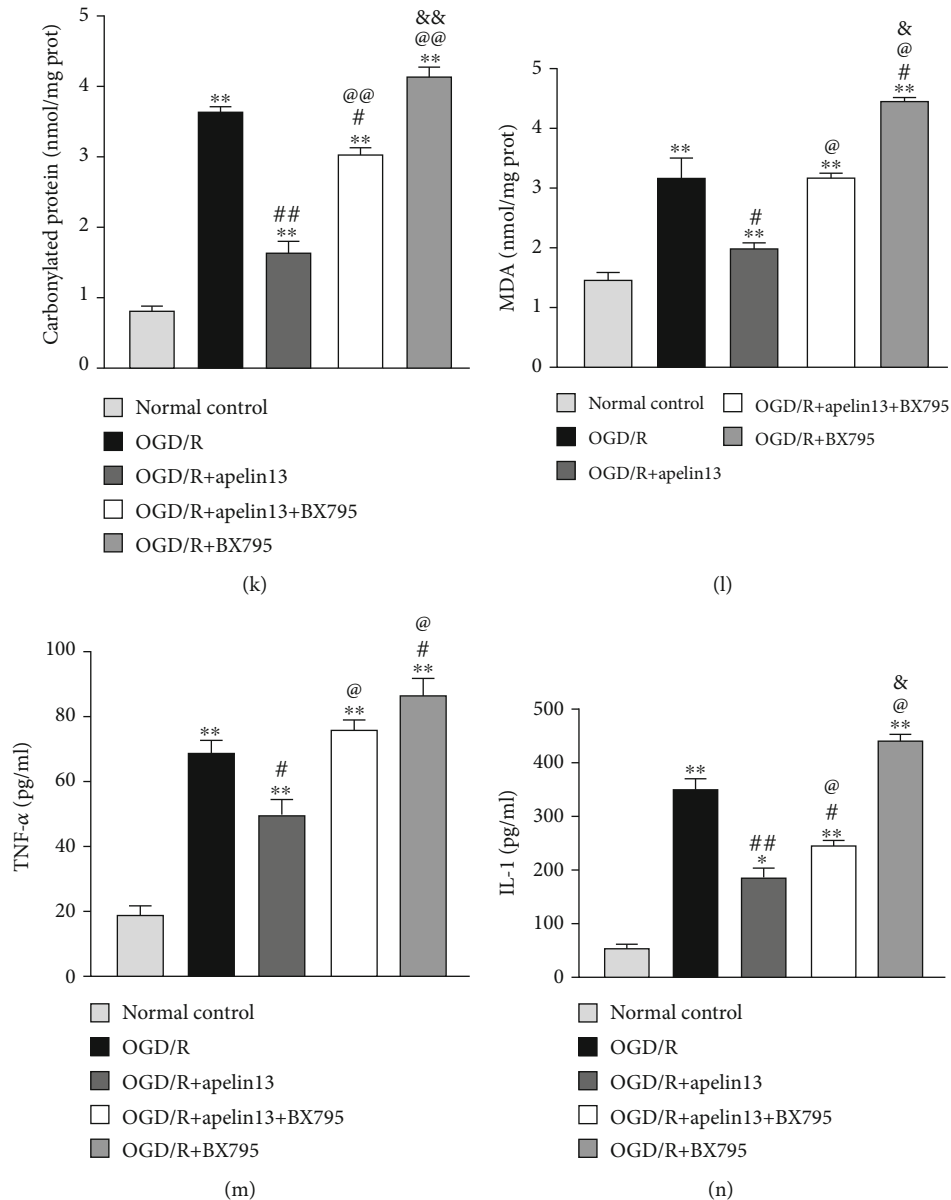 Carbonylated protein (nmol/mg prot)
5
4
3
2
1
0
**
##
**
@@
#
**
&&
@@
**
Normal control
OGD/R
OGD/R+apelin13
OGD/R+apelin13+BX795
OGD/R+BX795
(k)
MDA (nmol/mg prot)
5
4
3
2
1
0
**
#
**
@
**
&
@
#
**
Normal control
OGD/R
OGD/R+apelin13
OGD/R+apelin13+BX795
OGD/R+BX795
(l)
TNF-α (pg/ml)
100
80
60
40
20
0
**
#
**
@
**
@
#
**
Normal control
OGD/R
OGD/R+apelin13
OGD/R+apelin13+BX795
OGD/R+BX795
(m)
IL-1 (pg/ml)
500
400
300
200
100
0
**
##
*
@
#
**
&
@
**
Normal control
OGD/R
OGD/R+apelin13
OGD/R+apelin13+BX795
OGD/R+BX795
(n)